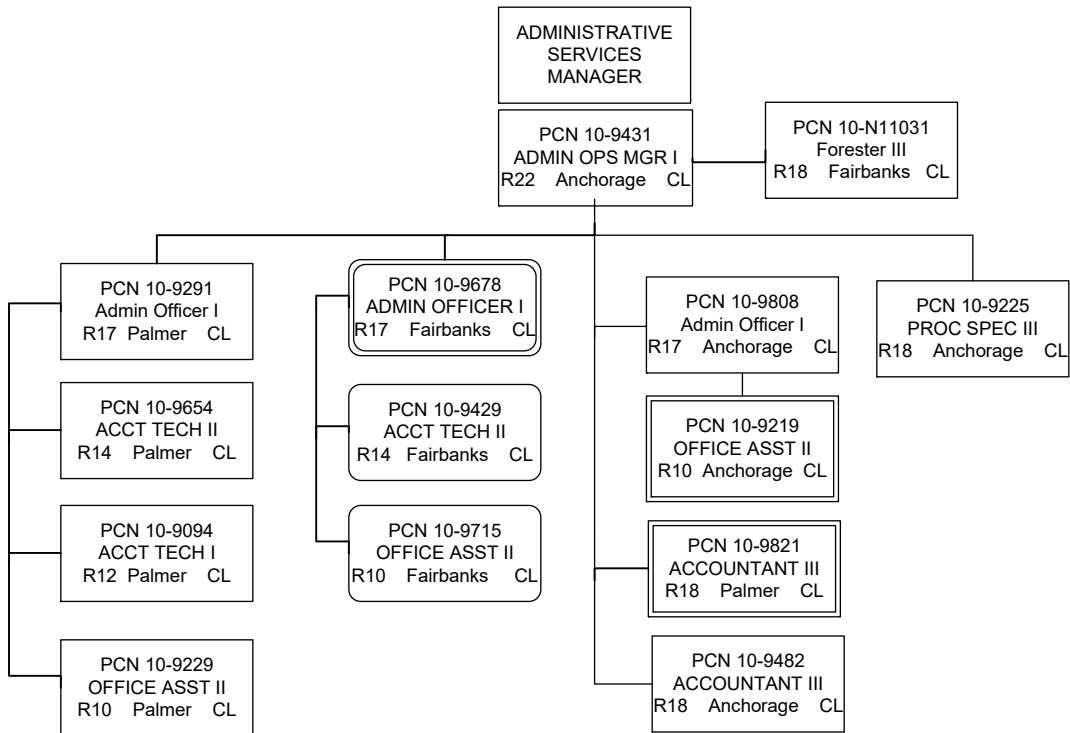 ADMINISTRATIVE
SERVICES
MANAGER
PCN 10-9431
ADMIN OPS MGR I
R22 Anchorage CL
PCN 10-N11031
Forester III
R18 Fairbanks CL
PCN 10-9291
Admin Officer I
R17 Palmer CL
PCN 10-9654
ACCT TECH II
R14 Palmer CL
PCN 10-9094
ACCT TECH I
R12 Palmer CL
PCN 10-9229
OFFICE ASST II
R10 Palmer CL
PCN 10-9678
ADMIN OFFICER I
R17 Fairbanks CL
PCN 10-9429
ACCT TECH II
R14 Fairbanks CL
PCN 10-9715
OFFICE ASST II
R10 Fairbanks CL
PCN 10-9808
Admin Officer I
R17 Anchorage CL
PCN 10-9219
OFFICE ASST II
R10 Anchorage CL
PCN 10-9821
ACCOUNTANT III
R18 Palmer CL
PCN 10-9482
ACCOUNTANT III
R18 Anchorage CL
PCN 10-9225
PROC SPEC III
R18 Anchorage CL